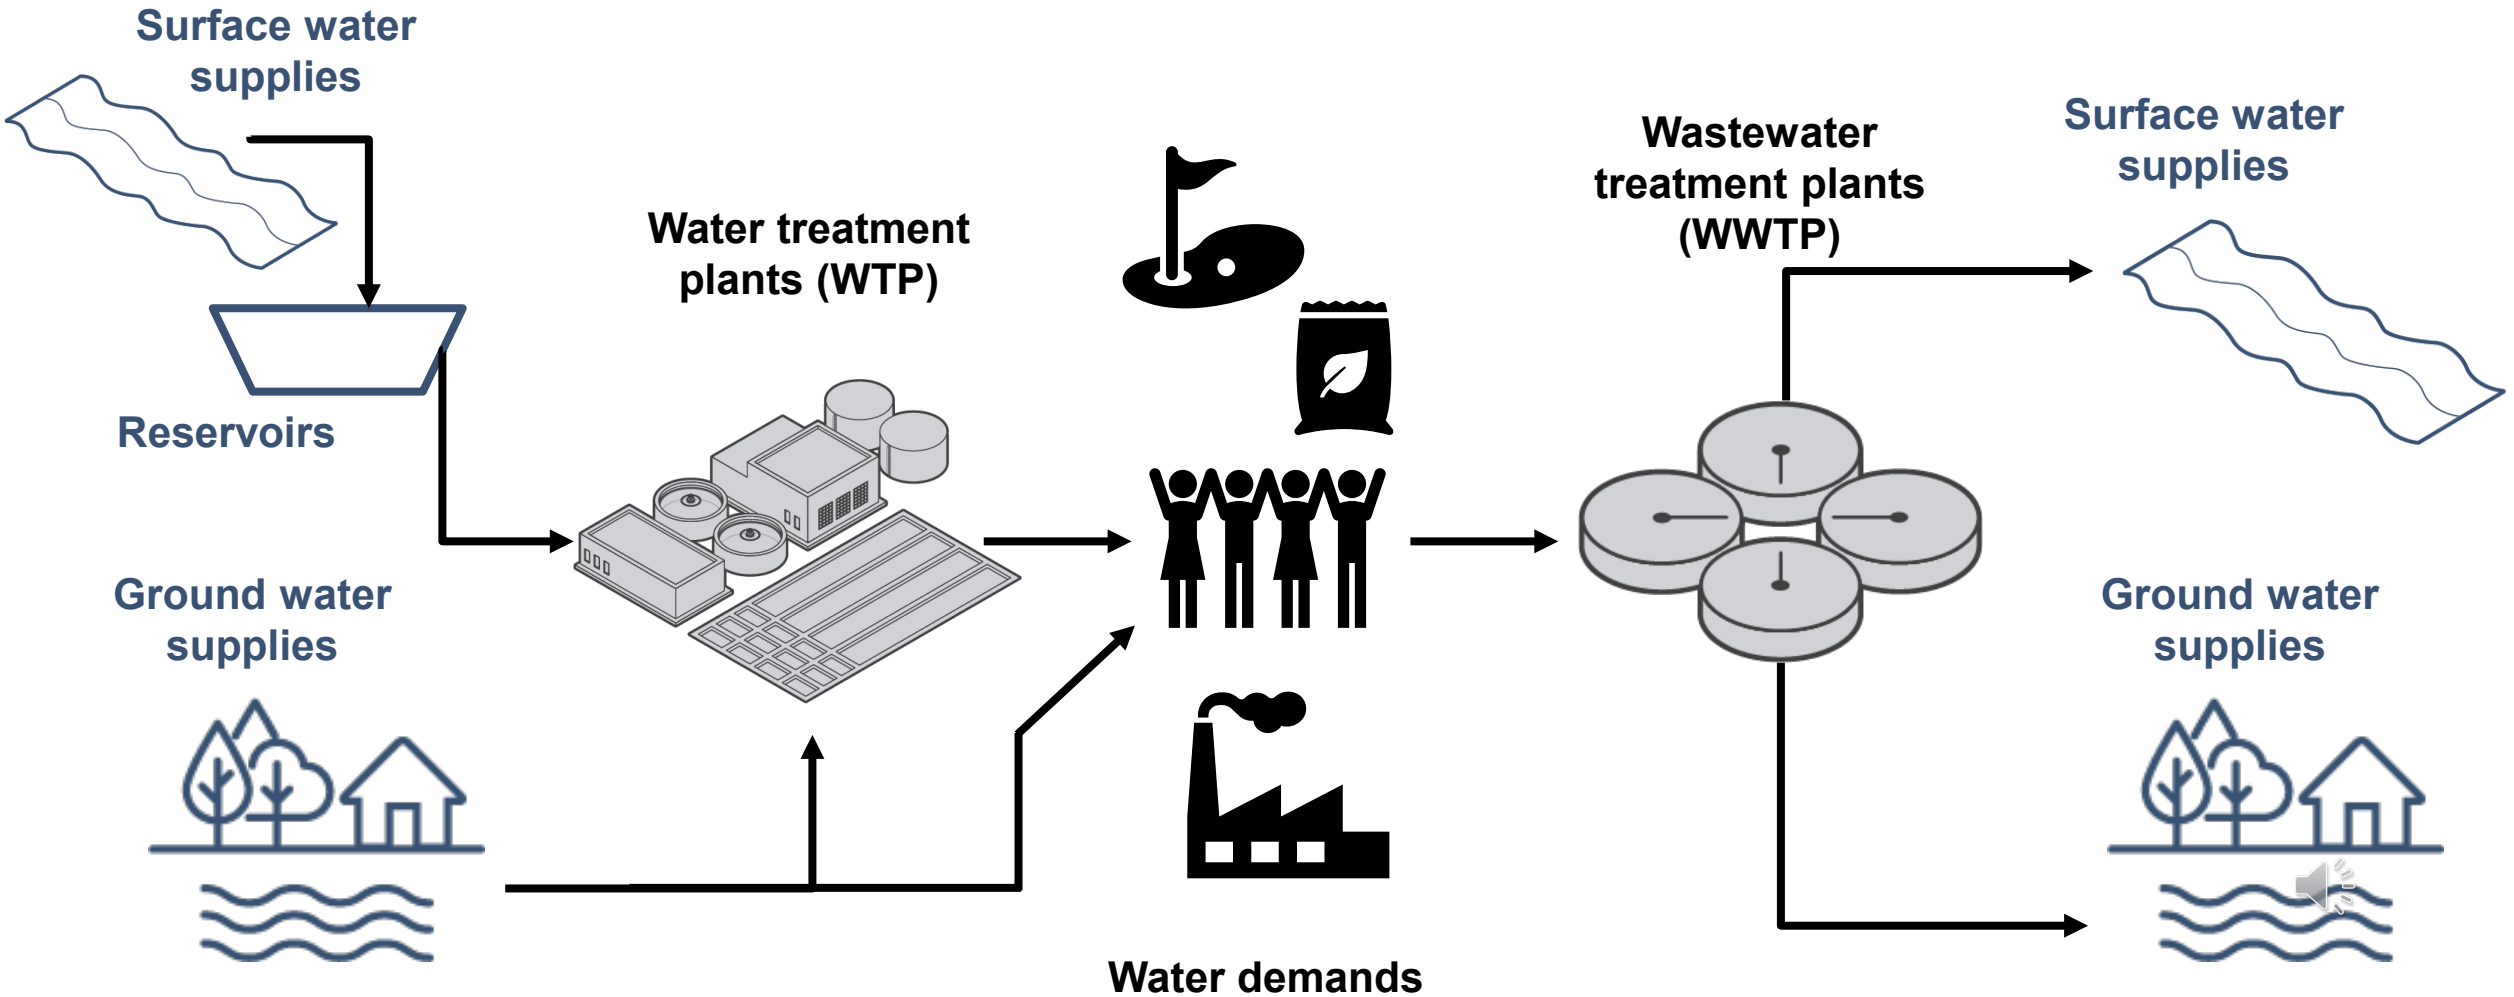 Surface water
supplies
Reservoirs
Ground water
supplies
Water treatment
plants (WTP)
Water demands
Wastewater
treatment plants
(WWTP)
Surface water
supplies
Ground water
supplies